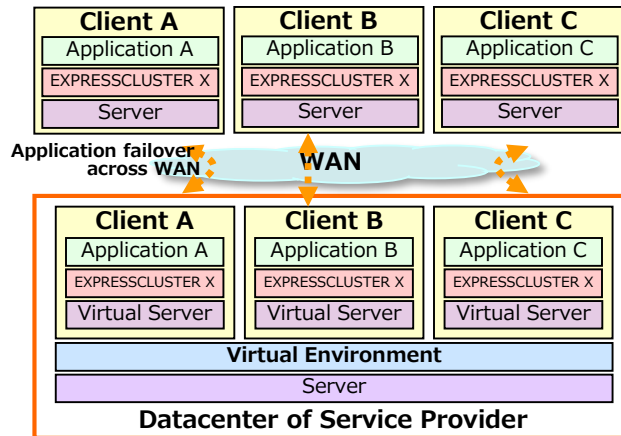 Client A
Application A
EXPRESSCLUSTER X
Server
Client B
Application B
EXPRESSCLUSTER X
Server
Client C
Application C
EXPRESSCLUSTER X
Server
Application failover
across WAN
WAN
Client A
Application A
EXPRESSCLUSTER X
Virtual Server
Client B
Application B
EXPRESSCLUSTER X
Virtual Server
Client C
Application C
EXPRESSCLUSTER X
Virtual Server
Virtual Environment
Server
Datacenter of Service Provider